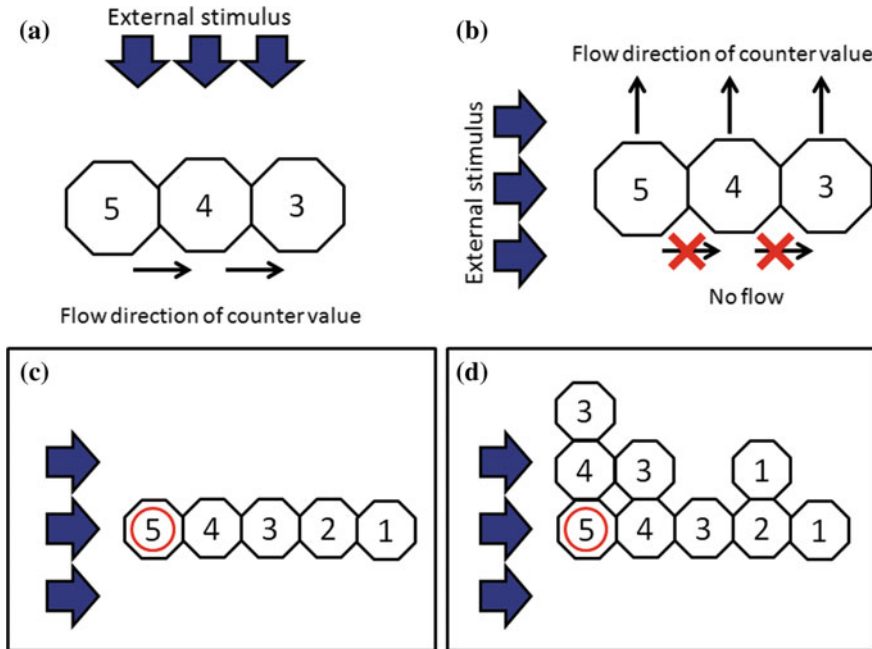 (a)
External stimulus
5 4 3
Flow direction of counter value
(b)
Flow direction of counter value
External stimulus
5 4 3
No flow
(c)
5 4 3 2 1
(d)
3
4 3 1
5 4 3 2 1